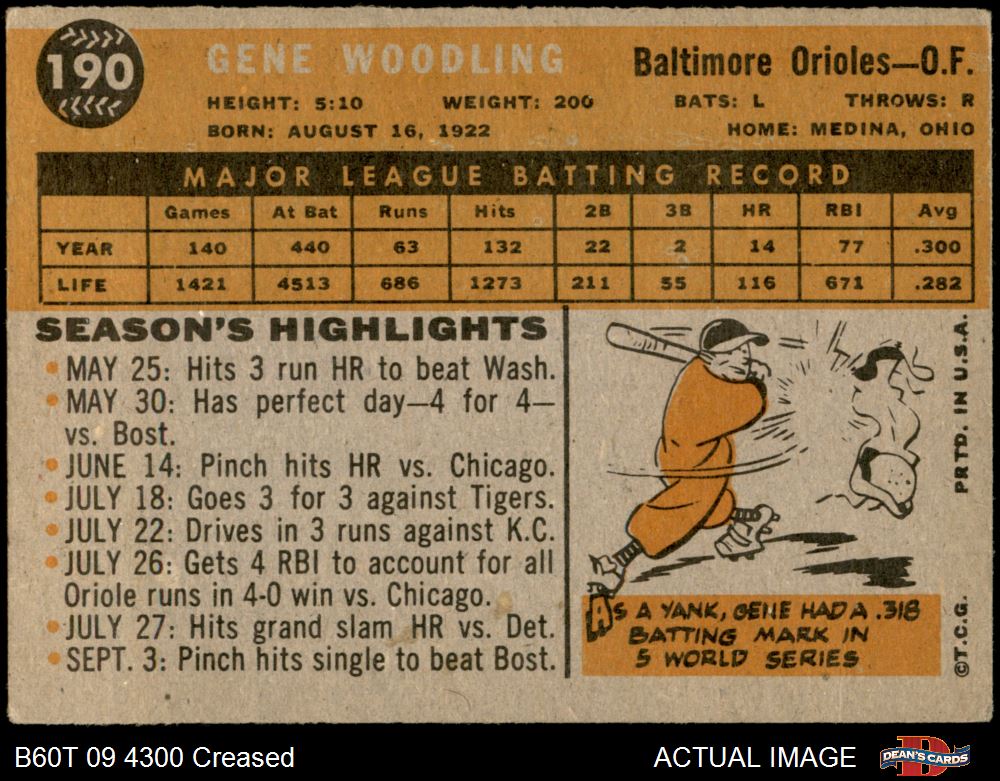 190
GENE WOODLING
Baltimore Orioles—O.F.
HEIGHT: 5:10 WEIGHT: 200 BATS: L THROWS: R
BORN: AUGUST 16, 1922 HOME: MEDINA, OHIO
MAJOR LEAGUE BATTING RECORD
Games At Bat Runs Hits 2B 3B HR RBI Avg
YEAR 140 440 63 132 22 2 14 77 .300
LIFE 1421 4513 686 1273 211 55 116 671 .282
SEASON'S HIGHLIGHTS
• MAY 25: Hits 3 run HR to beat Wash.
• MAY 30: Has perfect day—4 for 4—
vs. Bost.
• JUNE 14: Pinch hits HR vs. Chicago.
• JULY 18: Goes 3 for 3 against Tigers.
• JULY 22: Drives in 3 runs against K.C.
• JULY 26: Gets 4 RBI to account for all
Oriole runs in 4-0 win vs. Chicago.
• JULY 27: Hits grand slam HR vs. Det.
• SEPT. 3: Pinch hits single to beat Bost.
AS A YANK, GENE HAD A .318
BATTING MARK IN
5 WORLD SERIES
©T.C.G. PRTD. IN U.S.A.
B60T 09 4300 Creased
ACTUAL IMAGE
DEAN'S CARDS